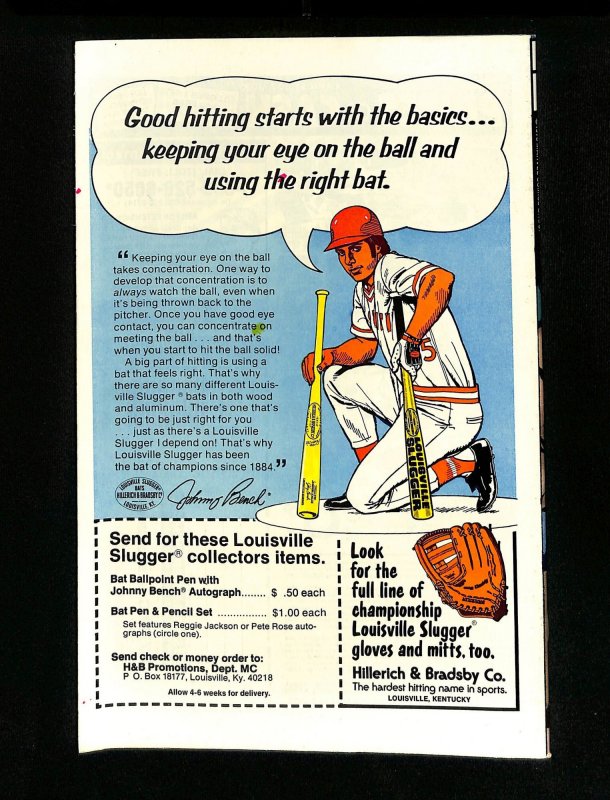 Good hitting starts with the basics...
keeping your eye on the ball and
using the right bat.
“ Keeping your eye on the ball
takes concentration. One way to
develop that concentration is to
always watch the ball, even when
it's being thrown back to the
pitcher. Once you have good eye
contact, you can concentrate on
meeting the ball . . . and that's
when you start to hit the ball solid!
A big part of hitting is using a
bat that feels right. That's why
there are so many different Louis-
ville Slugger ® bats in both wood
and aluminum. There's one that's
going to be just right for you
. . . just as there's a Louisville
Slugger I depend on! That's why
Louisville Slugger has been
the bat of champions since 1884.”
LOUISVILLE SLUGGER®
BATS
HILLERICH & BRADSBY Co
LOUISVILLE, KY.
Johnny Bench®
5
LOUISVILLE
SLUGGER
Send for these Louisville
Slugger® collectors items.
Bat Ballpoint Pen with
Johnny Bench® Autograph........ $ .50 each
Bat Pen & Pencil Set ................ $1.00 each
Set features Reggie Jackson or Pete Rose auto-
graphs (circle one).
Send check or money order to:
H&B Promotions, Dept. MC
P O. Box 18177, Louisville, Ky. 40218
Allow 4-6 weeks for delivery.
Look
for the
full line of
championship
Louisville Slugger®
gloves and mitts, too.
Hillerich & Bradsby Co.
The hardest hitting name in sports.
LOUISVILLE, KENTUCKY